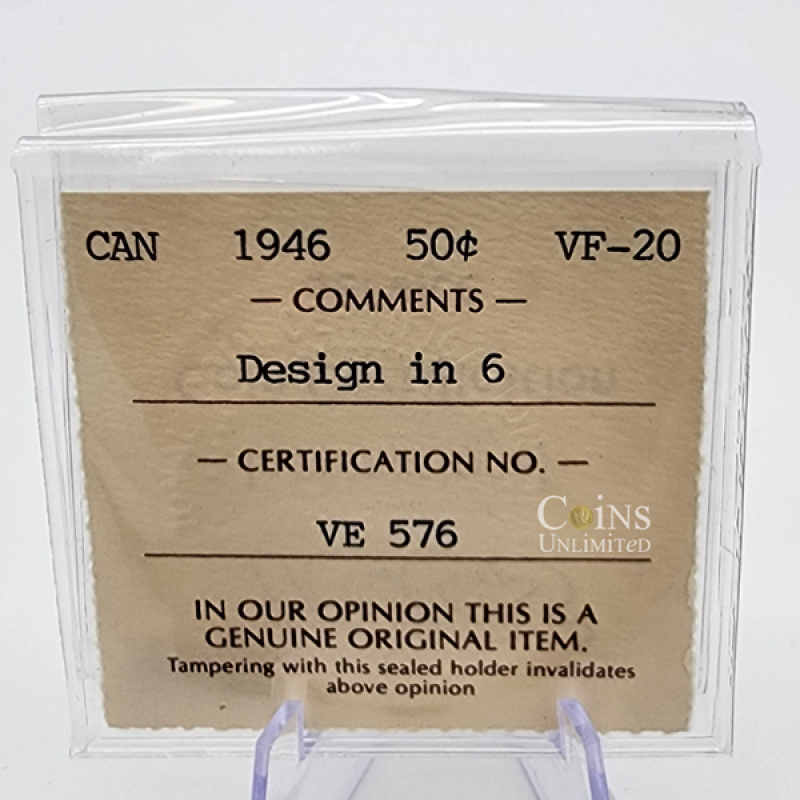 CAN 1946 50¢ VF-20
— COMMENTS —
Design in 6
— CERTIFICATION NO. —
VE 576
Coins
UNLIMITeD
IN OUR OPINION THIS IS A
GENUINE ORIGINAL ITEM.
Tampering with this sealed holder invalidates
above opinion